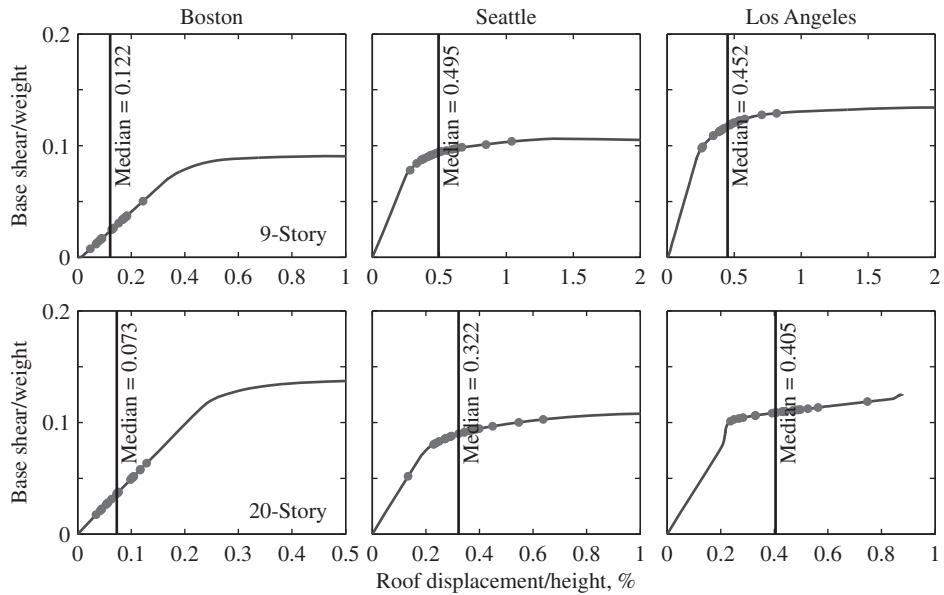 Boston
Seattle
Los Angeles
Base shear/weight
0.2
0.1
0
Median = 0.122
9-Story
0 0.2 0.4 0.6 0.8 1
Median = 0.495
0 0.5 1 1.5 2
Median = 0.452
0 0.5 1 1.5 2
Base shear/weight
0.2
0.1
0
Median = 0.073
20-Story
0 0.1 0.2 0.3 0.4 0.5
Median = 0.322
0 0.2 0.4 0.6 0.8 1
Median = 0.405
0 0.2 0.4 0.6 0.8 1
Roof displacement/height, %